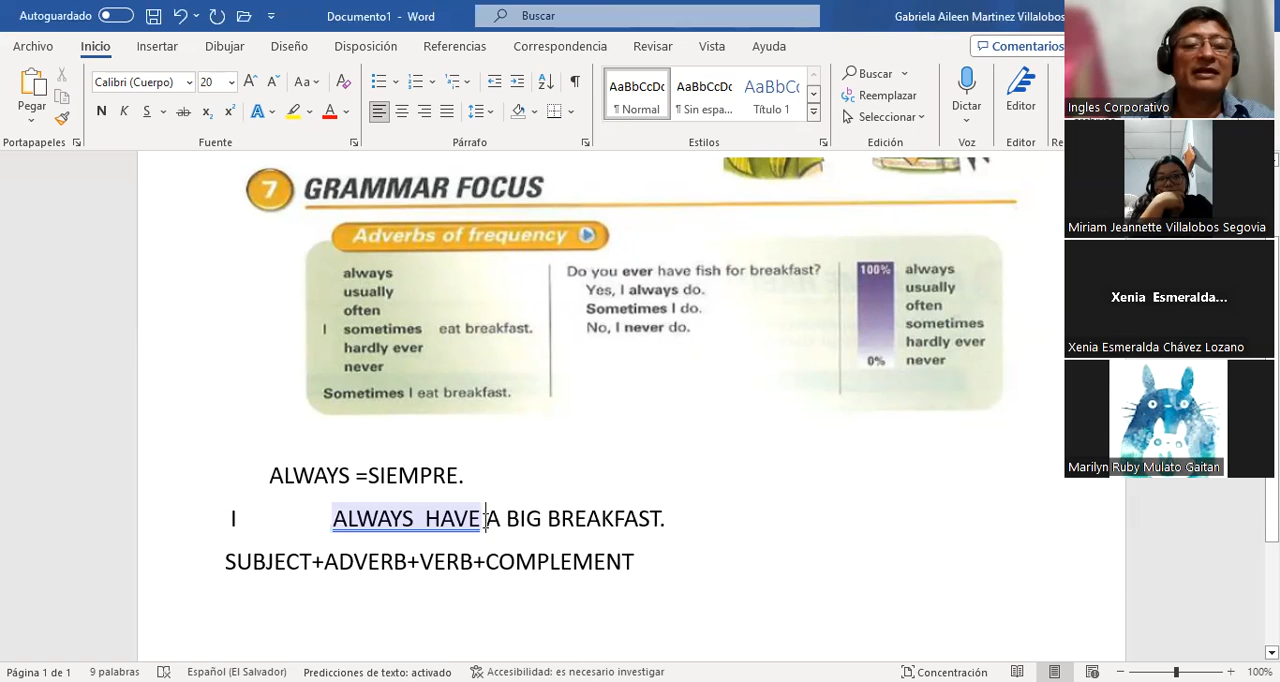 Autoguardado
Documento1 - Word
Buscar
Gabriela Aileen Martinez Villalobos
Archivo Inicio Insertar Dibujar Diseño Disposición Referencias Correspondencia Revisar Vista Ayuda
Comentarios
Pegar
Calibri (Cuerpo) 20
N K S ab x₂ x² A A
AaBbCcDc AaBbCcDc AaBbCc
¶ Normal ¶ Sin espa... Título 1
Buscar
Reemplazar
Seleccionar
Dictar
Editor
Portapapeles Fuente Párrafo Estilos Edición Voz Editor
Ingles Corporativo
Miriam Jeannette Villalobos Segovia
Xenia Esmeralda...
Xenia Esmeralda Chávez Lozano
Marilyn Ruby Mulato Gaitan
7 GRAMMAR FOCUS
Adverbs of frequency
always
usually
often
I sometimes eat breakfast.
hardly ever
never
Sometimes I eat breakfast.
Do you ever have fish for breakfast?
Yes, I always do.
Sometimes I do.
No, I never do.
100% always
usually
often
sometimes
hardly ever
0% never
ALWAYS =SIEMPRE.
I ALWAYS HAVE A BIG BREAKFAST.
SUBJECT+ADVERB+VERB+COMPLEMENT
Página 1 de 1 9 palabras Español (El Salvador) Predicciones de texto: activado Accesibilidad: es necesario investigar Concentración 100%